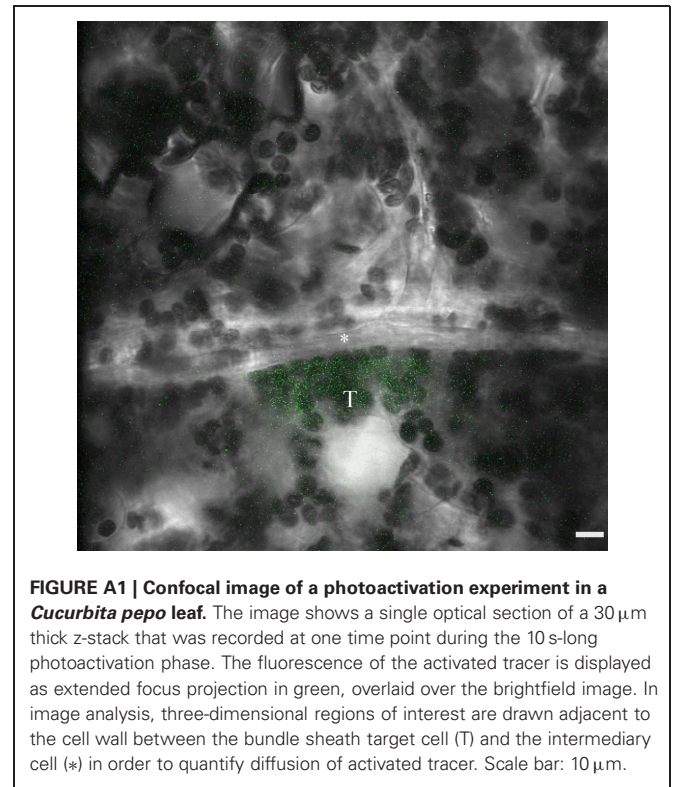 *
T
FIGURE A1 | Confocal image of a photoactivation experiment in a
Cucurbita pepo leaf. The image shows a single optical section of a 30 μm
thick z-stack that was recorded at one time point during the 10 s-long
photoactivation phase. The fluorescence of the activated tracer is displayed
as extended focus projection in green, overlaid over the brightfield image. In
image analysis, three-dimensional regions of interest are drawn adjacent to
the cell wall between the bundle sheath target cell (T) and the intermediary
cell (*) in order to quantify diffusion of activated tracer. Scale bar: 10 μm.